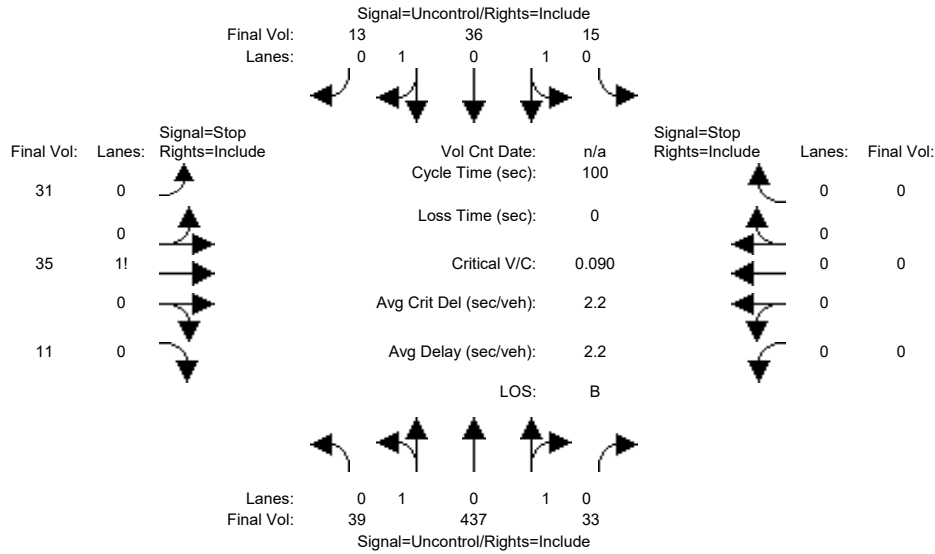 Signal=Uncontrol/Rights=Include
Final Vol: 13 36 15
Lanes: 0 1 0 1 0
Signal=Stop Signal=Stop
Final Vol: Lanes: Rights=Include Vol Cnt Date: n/a Rights=Include Lanes: Final Vol:
Cycle Time (sec): 100
31 0 0 0
Loss Time (sec): 0
0 0
35 1! Critical V/C: 0.090 0 0
0 Avg Crit Del (sec/veh): 2.2 0
11 0 Avg Delay (sec/veh): 2.2 0 0
LOS: B
Lanes: 0 1 0 1 0
Final Vol: 39 437 33
Signal=Uncontrol/Rights=Include